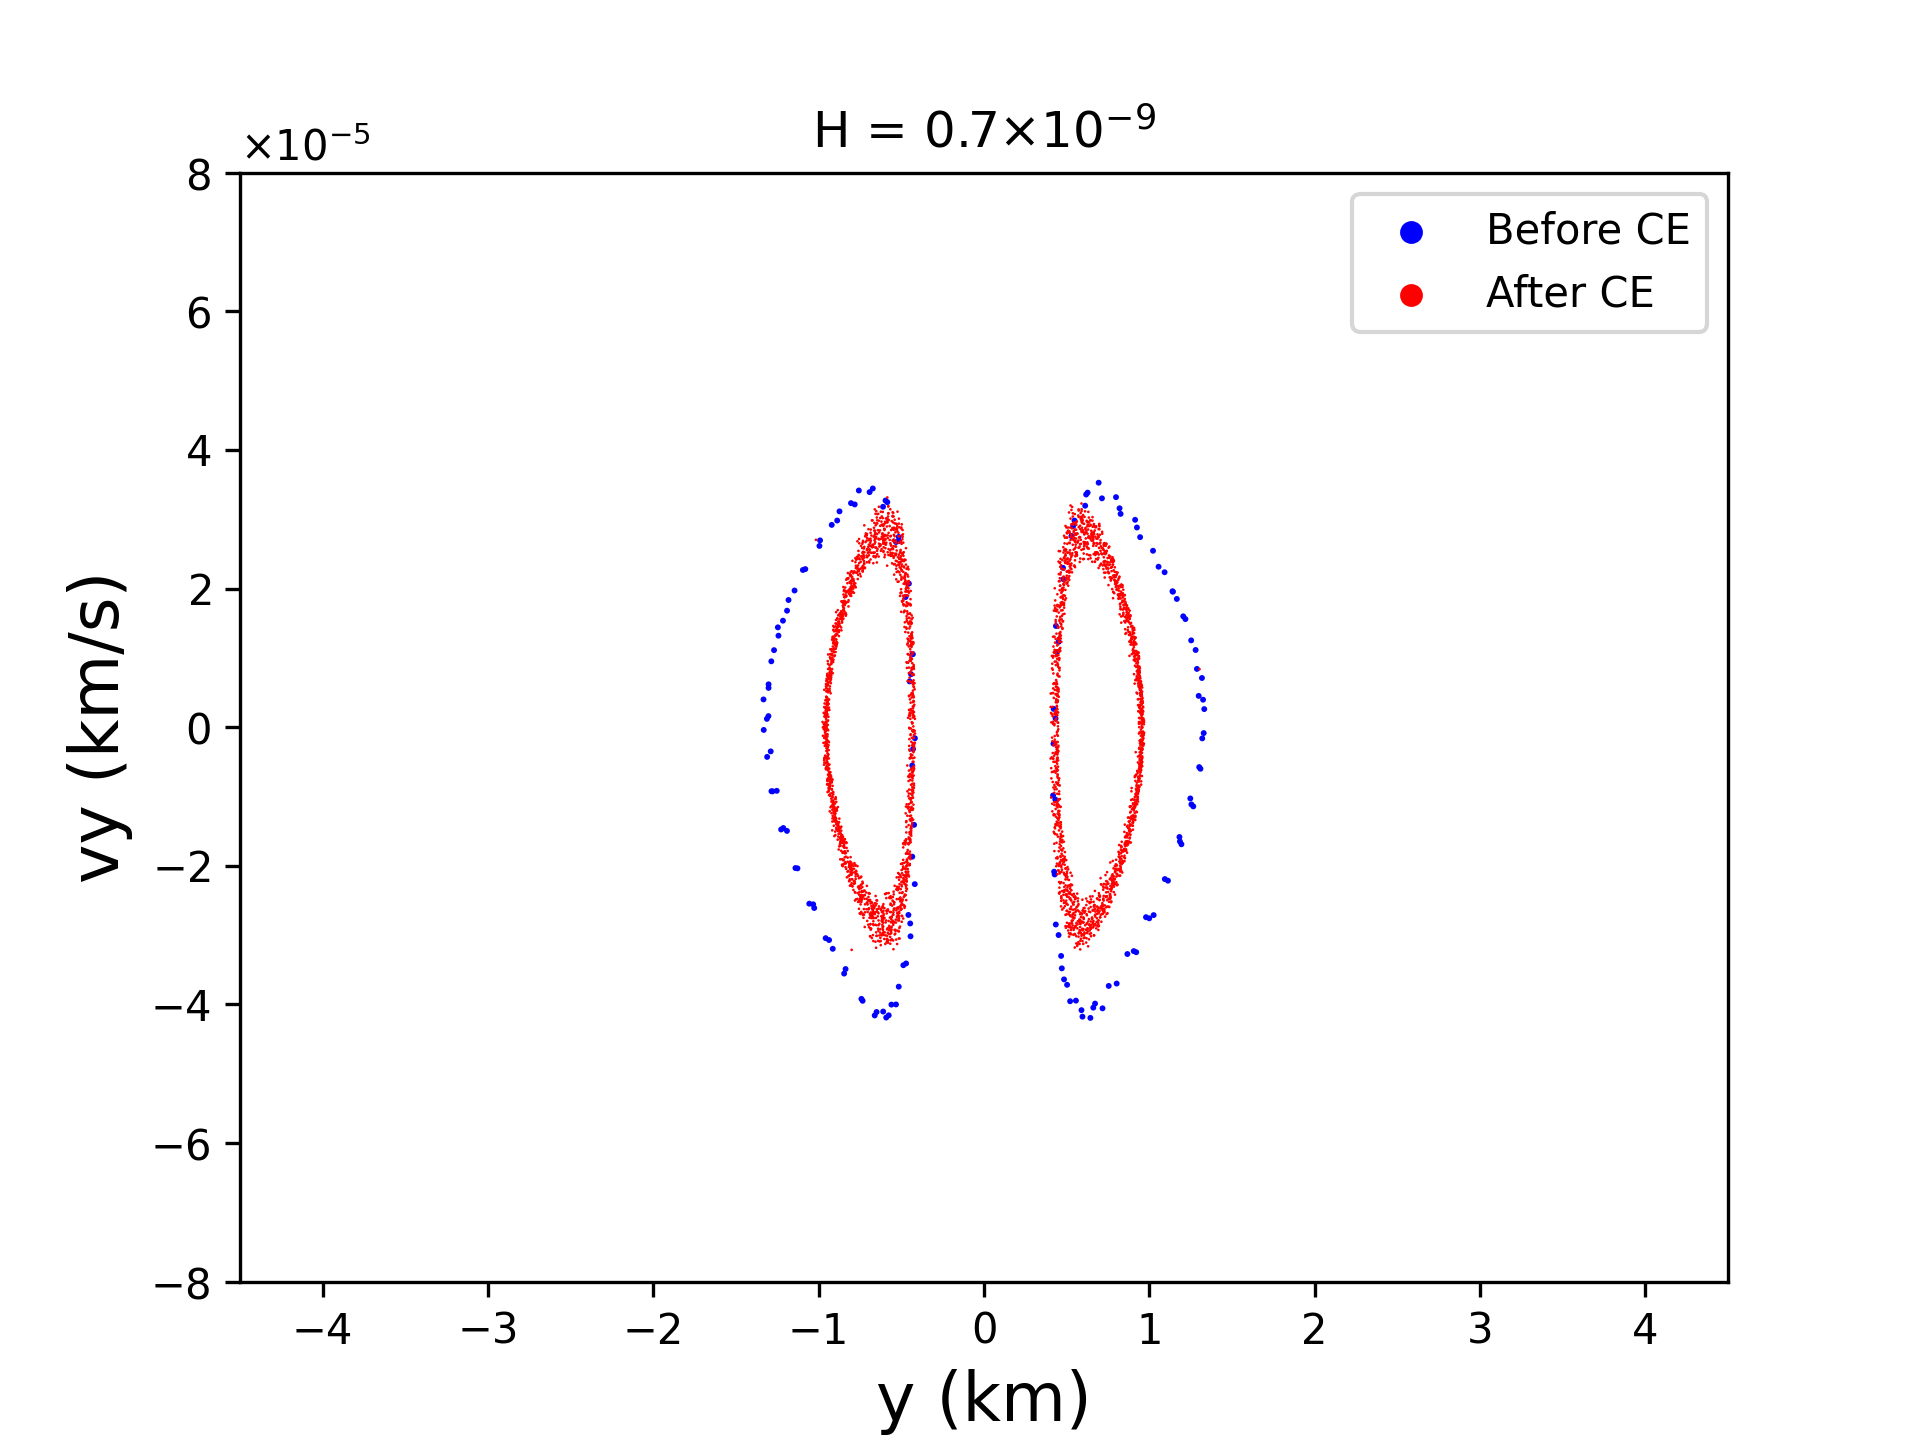 H = 0.7×10⁻⁹
×10⁻⁵
8
6
4
2
0
−2
−4
−6
−8
vy (km/s)
Before CE
After CE
−4 −3 −2 −1 0 1 2 3 4
y (km)